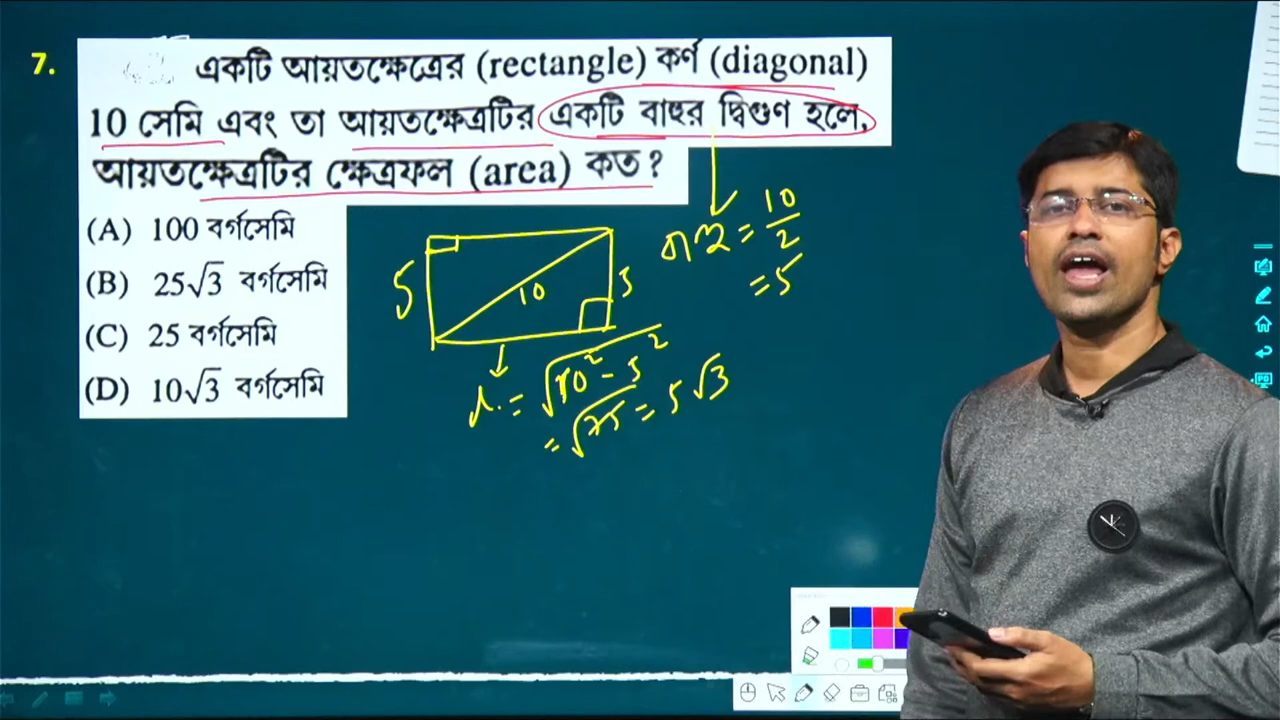 7. একটি আয়তক্ষেত্রের (rectangle) কর্ণ (diagonal)
10 সেমি এবং তা আয়তক্ষেত্রটির একটি বাহুর দ্বিগুণ হলে,
আয়তক্ষেত্রটির ক্ষেত্রফল (area) কত?
(A) 100 বর্গসেমি
(B) 25√3 বর্গসেমি
(C) 25 বর্গসেমি
(D) 10√3 বর্গসেমি
= 10/2
= 5
5
10
5
= √10² - 5²
= √75 = 5√3